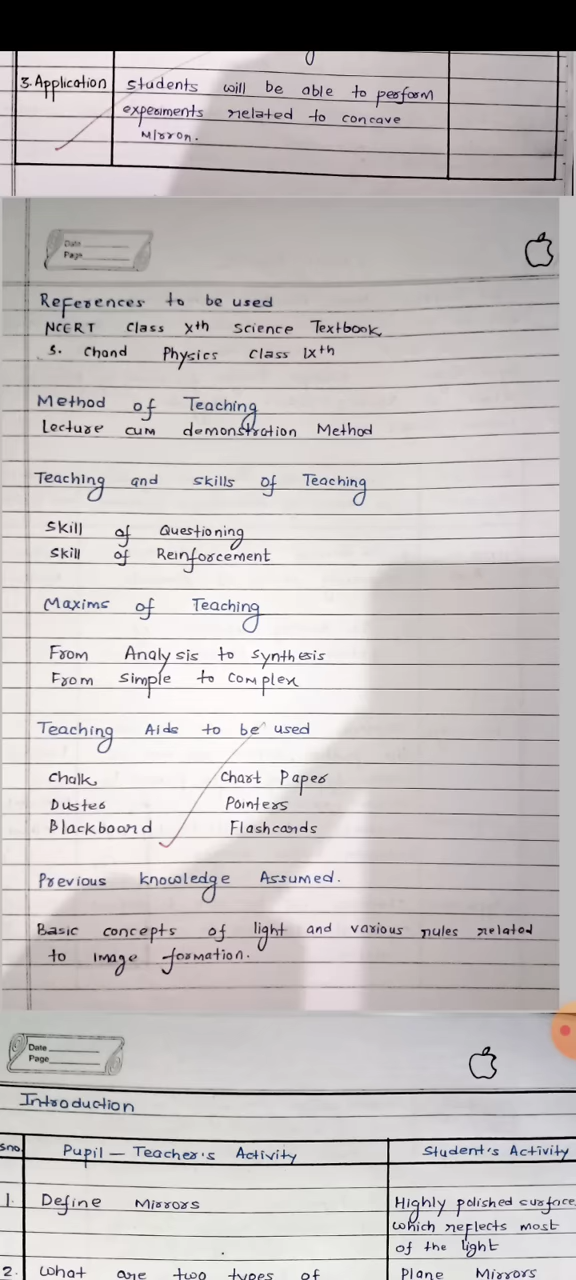 3. Application
students will be able to perform
experiments related to concave
Mirror.
Date
Page
References to be used
NCERT Class Xth Science Textbook
S. Chand Physics Class IXth
Method of Teaching
Lecture cum demonstration Method
Teaching and skills of Teaching
Skill of Questioning
Skill of Reinforcement
Maxims of Teaching
From Analysis to synthesis
From Simple to Complex
Teaching Aids to be used
Chalk Chart Paper
Duster Pointers
Blackboard Flashcards
Previous knowledge Assumed.
Basic concepts of light and various rules related
to image formation.
Date
Page
Introduction
Sno. Pupil - Teacher's Activity Student's Activity
1. Define Mirrors Highly polished surface
which reflects most
of the light
2. What are two types of Plane Mirrors